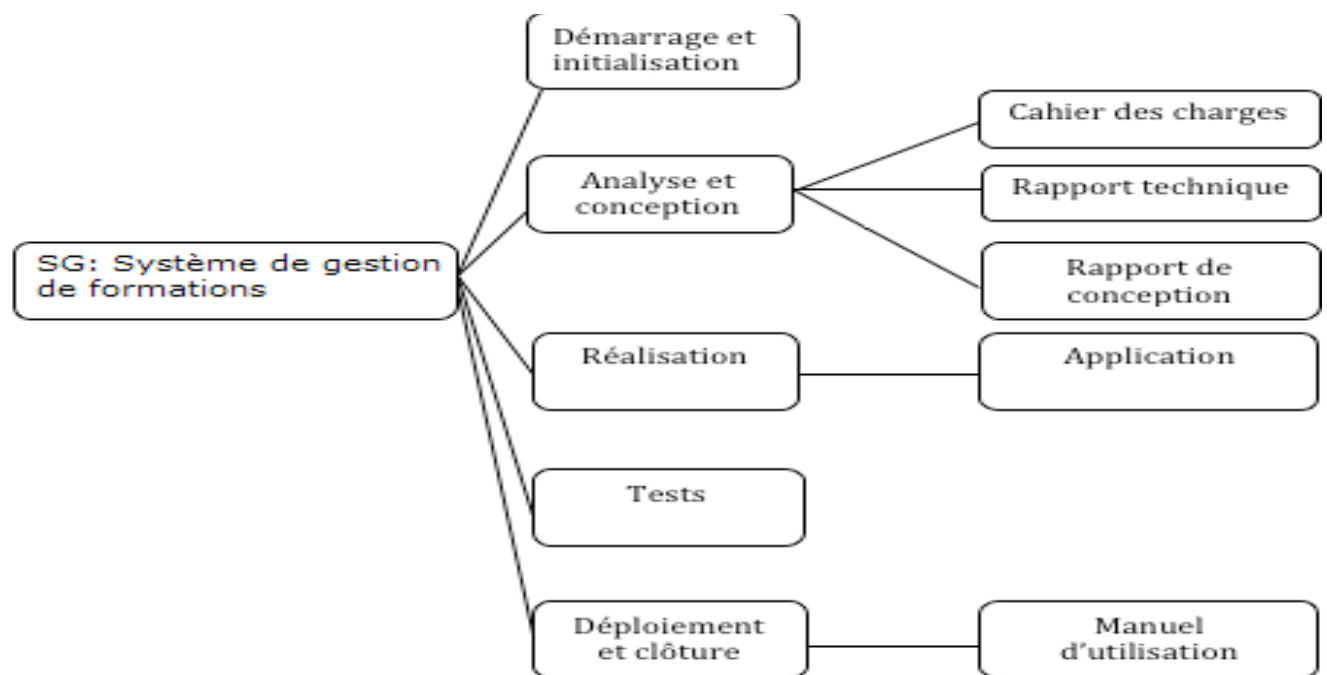 Démarrage et
initialisation
Cahier des charges
Analyse et
conception
Rapport technique
SG: Système de gestion
de formations
Rapport de
conception
Réalisation
Application
Tests
Déploiement
et clôture
Manuel
d'utilisation